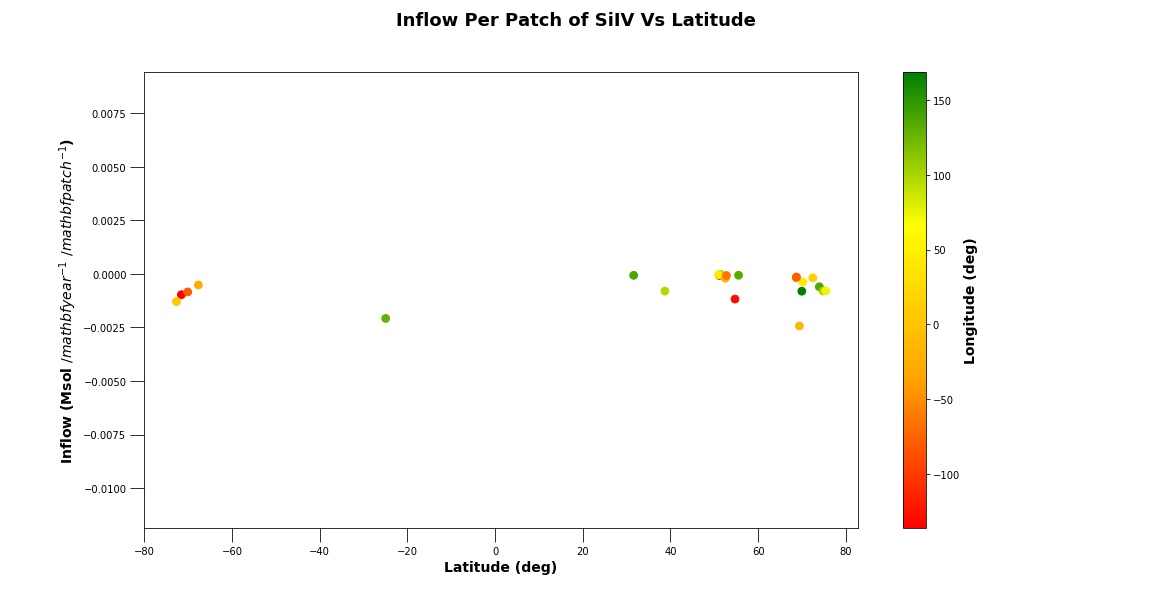 Inflow Per Patch of SiIV Vs Latitude
Inflow (Msol /mathbfyear⁻¹ /mathbfpatch⁻¹)
0.0075
0.0050
0.0025
0.0000
−0.0025
−0.0050
−0.0075
−0.0100
−80 −60 −40 −20 0 20 40 60 80
Latitude (deg)
150
100
50
0
−50
−100
Longitude (deg)